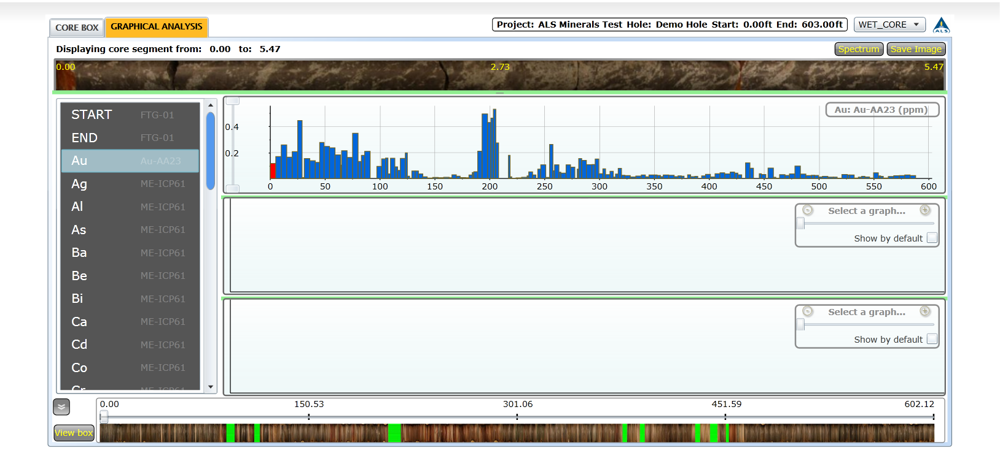 CORE BOX GRAPHICAL ANALYSIS Project: ALS Minerals Test Hole: Demo Hole Start: 0.00ft End: 603.00ft WET_CORE ALS
Displaying core segment from: 0.00 to: 5.47 Spectrum Save Image
0.00 2.73 5.47
START FTG-01
END FTG-01
Au Au-AA23
Ag ME-ICP61
Al ME-ICP61
As ME-ICP61
Ba ME-ICP61
Be ME-ICP61
Bi ME-ICP61
Ca ME-ICP61
Cd ME-ICP61
Co ME-ICP61
Cr ME-ICP61
Au: Au-AA23 (ppm)
0.4
0.2
0 50 100 150 200 250 300 350 400 450 500 550 600
Select a graph...
Show by default
Select a graph...
Show by default
0.00 150.53 301.06 451.59 602.12
View box